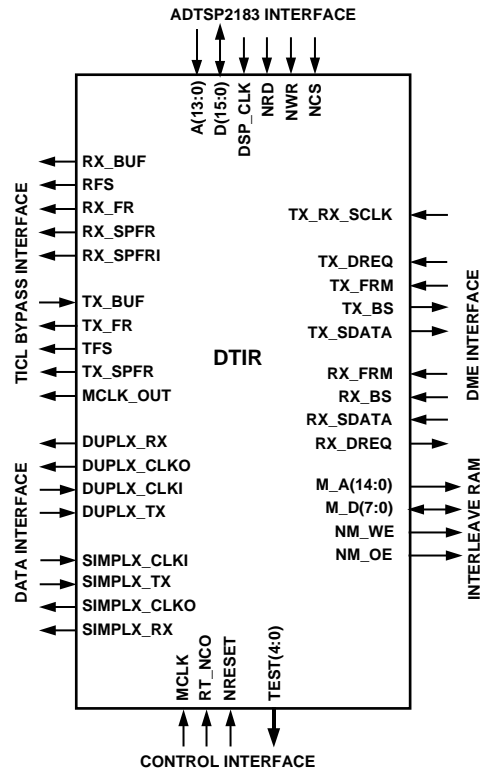 ADTSP2183 INTERFACE
A(13:0)
D(15:0)
DSP_CLK
NRD
NWR
NCS
TICL BYPASS INTERFACE
RX_BUF
RFS
RX_FR
RX_SPFR
RX_SPFRI
TX_BUF
TX_FR
TFS
TX_SPFR
MCLK_OUT
DATA INTERFACE
DUPLX_RX
DUPLX_CLKO
DUPLX_CLKI
DUPLX_TX
SIMPLX_CLKI
SIMPLX_TX
SIMPLX_CLKO
SIMPLX_RX
DTIR
TX_RX_SCLK
TX_DREQ
TX_FRM
TX_BS
TX_SDATA
RX_FRM
RX_BS
RX_SDATA
RX_DREQ
DME INTERFACE
M_A(14:0)
M_D(7:0)
NM_WE
NM_OE
INTERLEAVE RAM
MCLK
RT_NCO
NRESET
TEST(4:0)
CONTROL INTERFACE